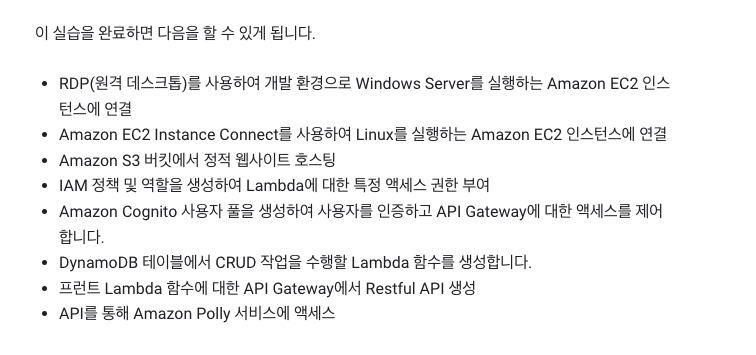 이 실습을 완료하면 다음을 할 수 있게 됩니다.
• RDP(원격 데스크톱)를 사용하여 개발 환경으로 Windows Server를 실행하는 Amazon EC2 인스
턴스에 연결
• Amazon EC2 Instance Connect를 사용하여 Linux를 실행하는 Amazon EC2 인스턴스에 연결
• Amazon S3 버킷에서 정적 웹사이트 호스팅
• IAM 정책 및 역할을 생성하여 Lambda에 대한 특정 액세스 권한 부여
• Amazon Cognito 사용자 풀을 생성하여 사용자를 인증하고 API Gateway에 대한 액세스를 제어
합니다.
• DynamoDB 테이블에서 CRUD 작업을 수행할 Lambda 함수를 생성합니다.
• 프런트 Lambda 함수에 대한 API Gateway에서 Restful API 생성
• API를 통해 Amazon Polly 서비스에 액세스